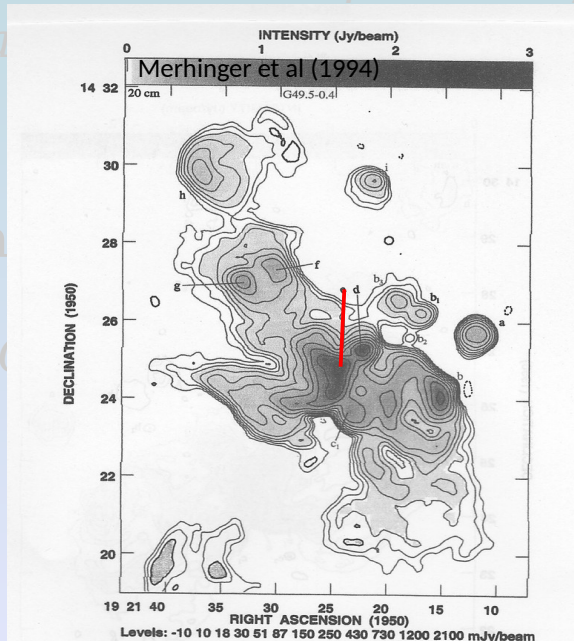 INTENSITY (Jy/beam)
0 1 2 3
Merhinger et al (1994)
20 cm G49.5-0.4
14 32
30
28
26
24
22
20
DECLINATION (1950)
h
i
f
g
d
b3
b1
b2
a
b
c1
19 21 40 35 30 25 20 15 10
RIGHT ASCENSION (1950)
Levels: -10 10 18 30 51 87 150 250 430 730 1200 2100 mJy/beam